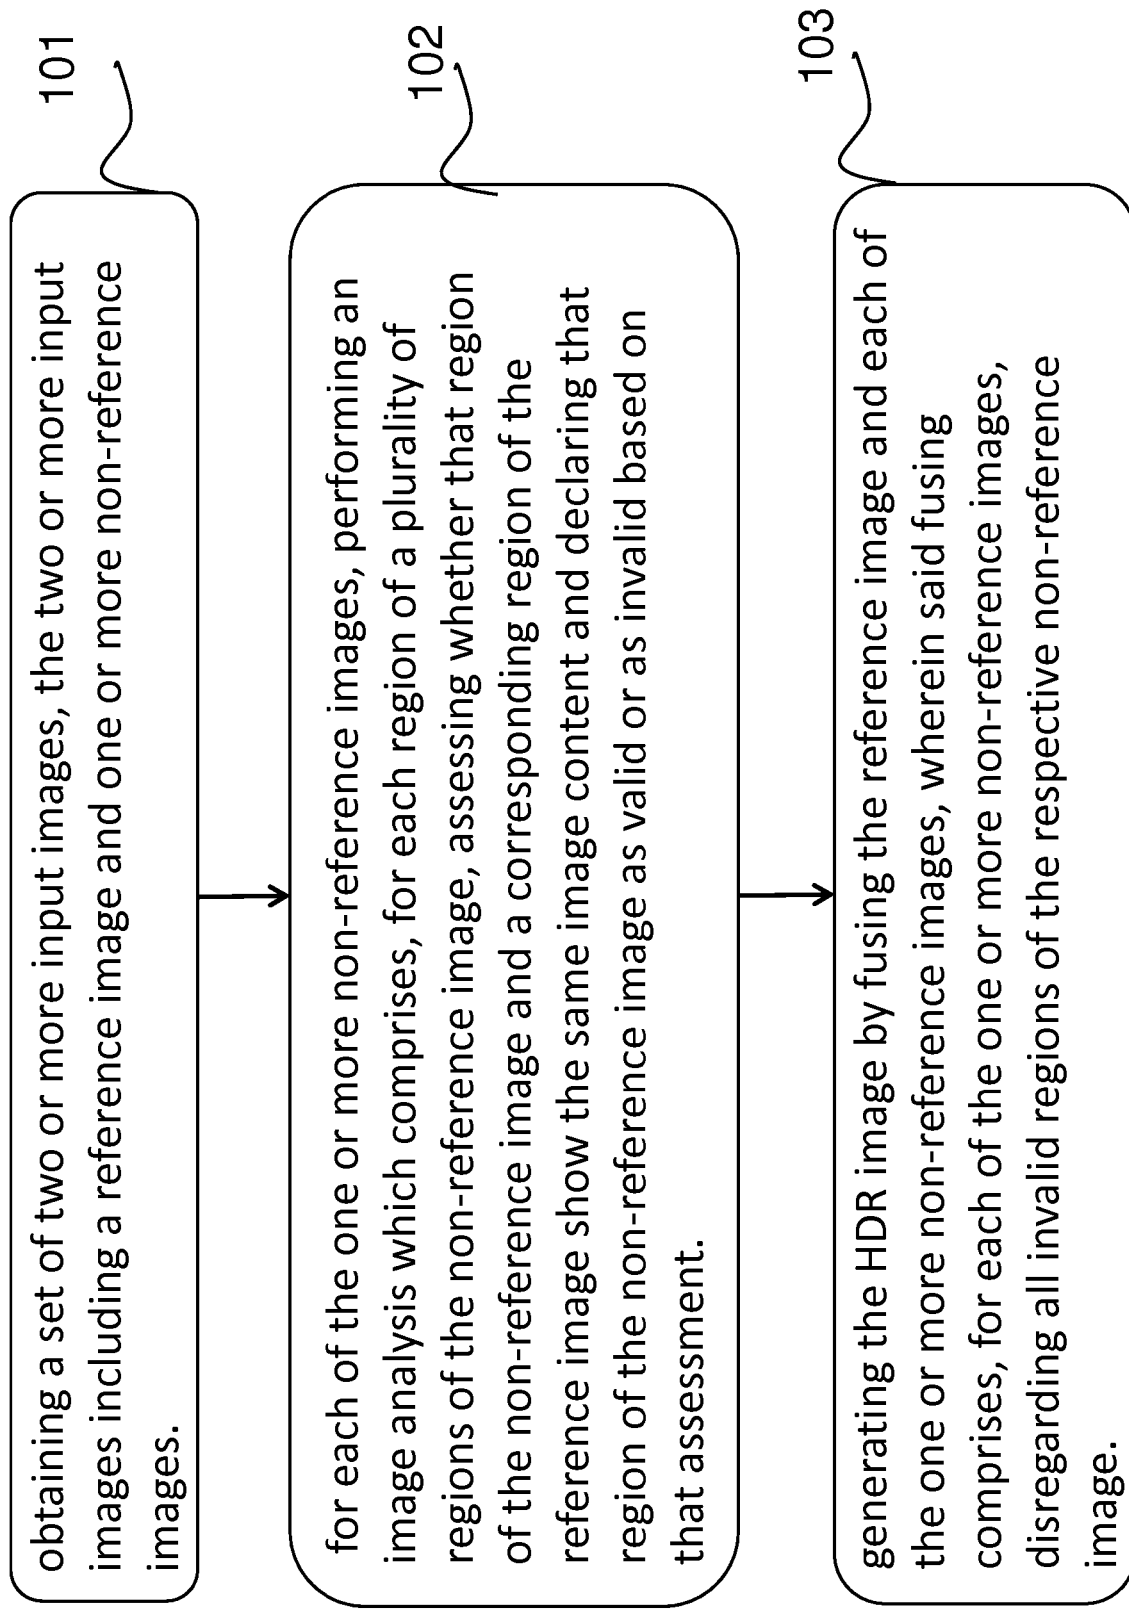 obtaining a set of two or more input images, the two or more input
images including a reference image and one or more non-reference
images.
101
for each of the one or more non-reference images, performing an
image analysis which comprises, for each region of a plurality of
regions of the non-reference image, assessing whether that region
of the non-reference image and a corresponding region of the
reference image show the same image content and declaring that
region of the non-reference image as valid or as invalid based on
that assessment.
102
generating the HDR image by fusing the reference image and each of
the one or more non-reference images, wherein said fusing
comprises, for each of the one or more non-reference images,
disregarding all invalid regions of the respective non-reference
image.
103